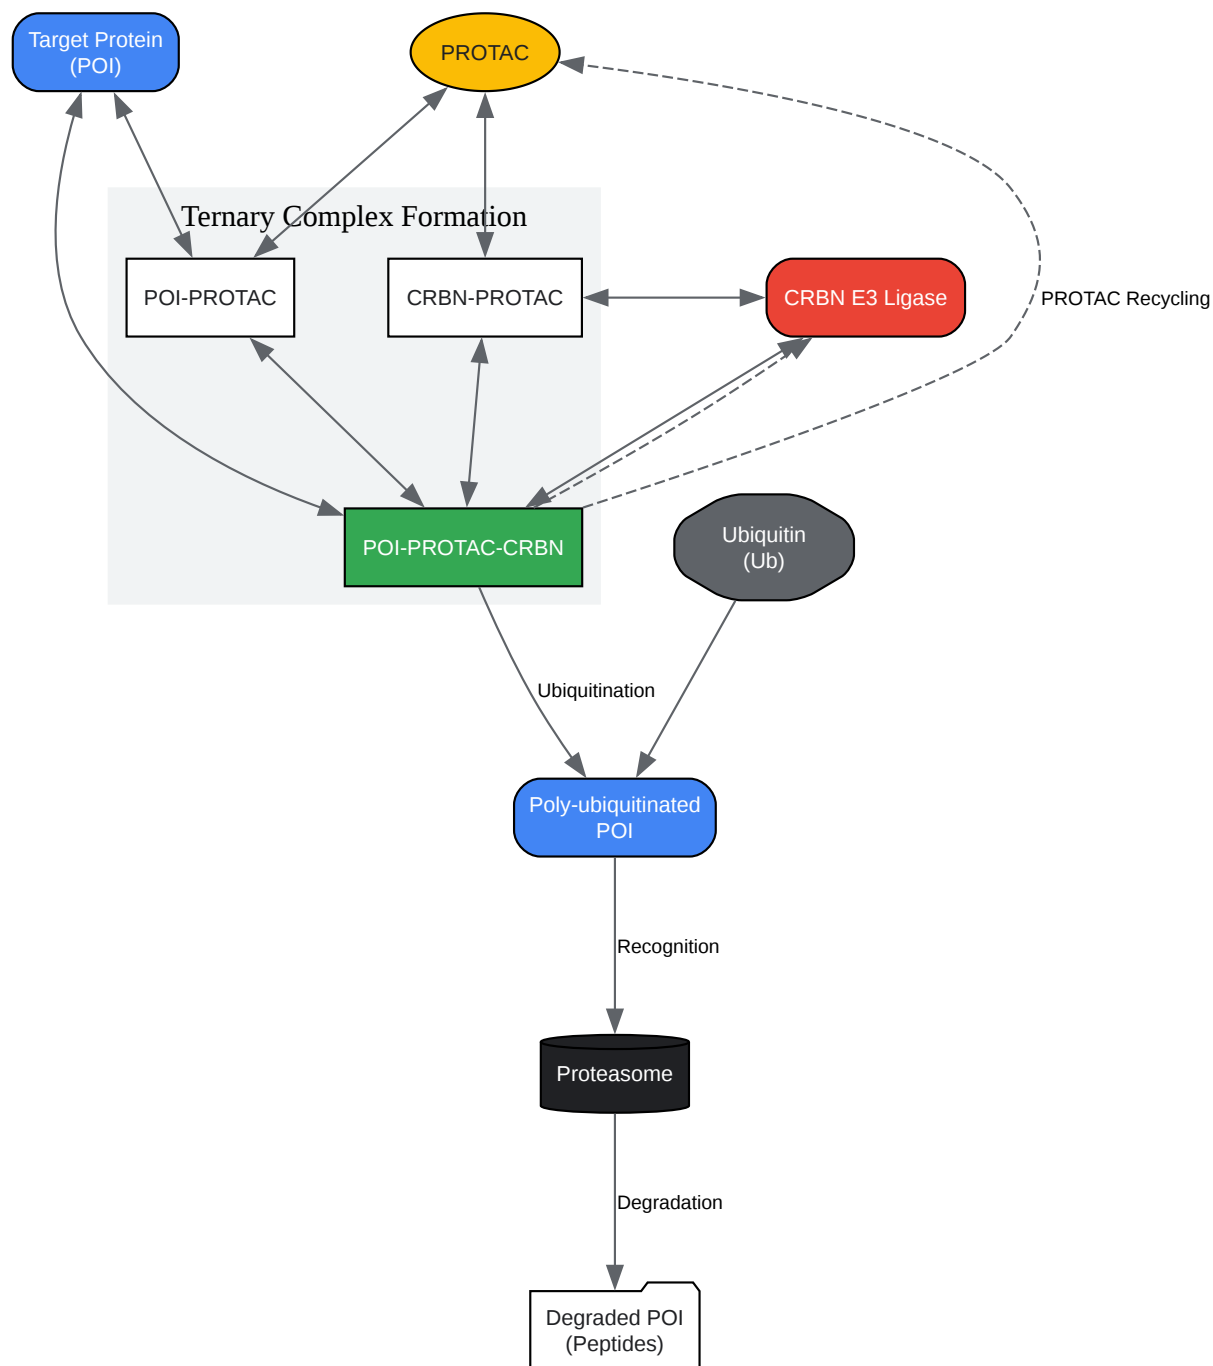 Target Protein
(POI)
PROTAC
Ternary Complex Formation
POI-PROTAC
CRBN-PROTAC
CRBN E3 Ligase
PROTAC Recycling
POI-PROTAC-CRBN
Ubiquitin
(Ub)
Ubiquitination
Poly-ubiquitinated
POI
Recognition
Proteasome
Degradation
Degraded POI
(Peptides)